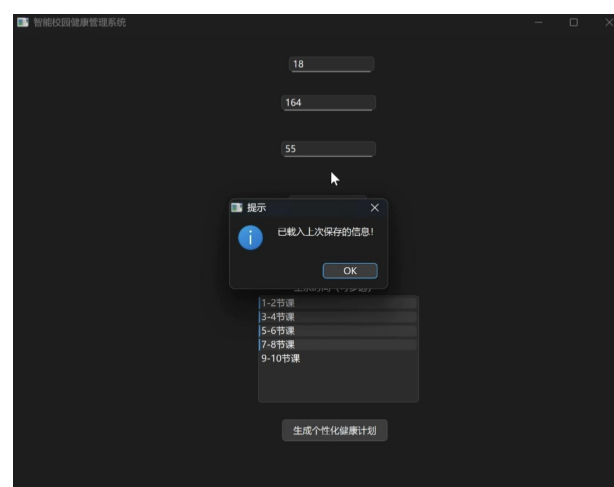 智能校园健康管理系统
18
164
55
提示
已载入上次保存的信息!
OK
1-2节课
3-4节课
5-6节课
7-8节课
9-10节课
生成个性化健康计划